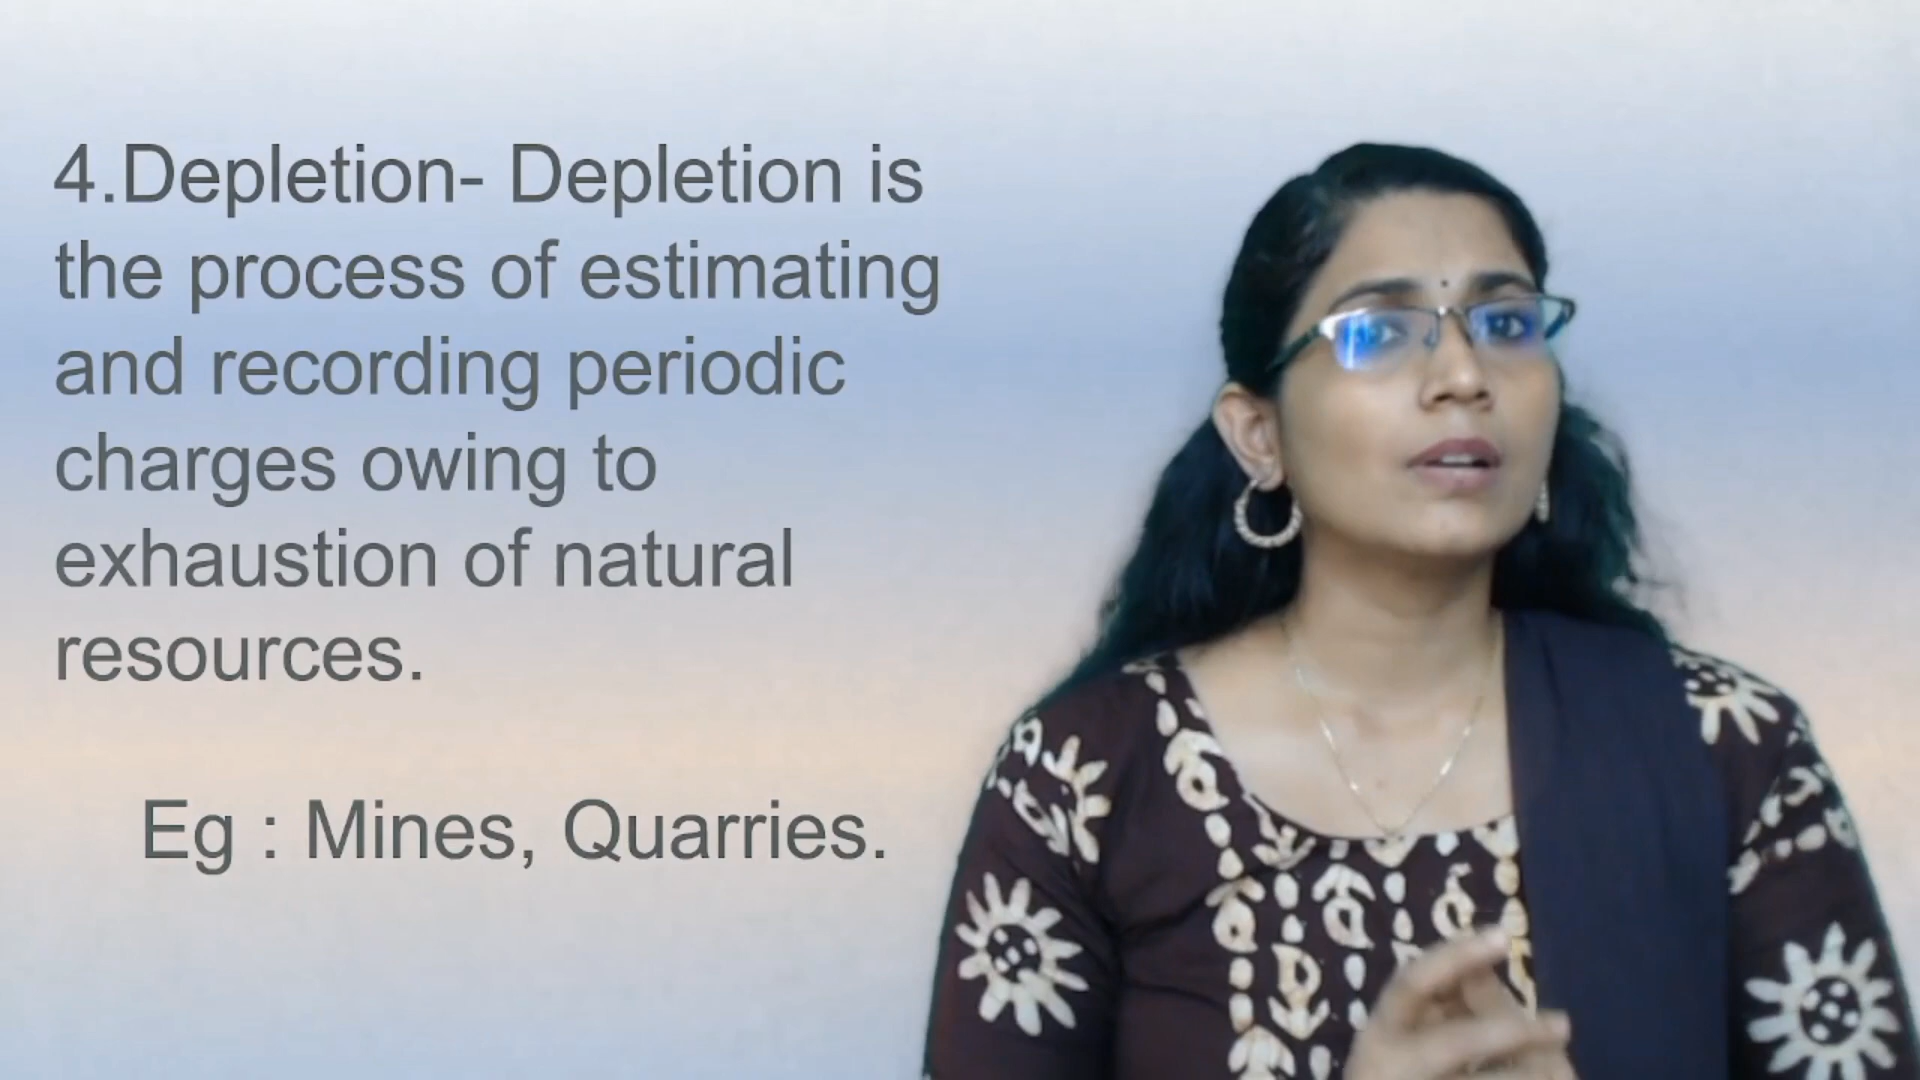 4.Depletion- Depletion is
the process of estimating
and recording periodic
charges owing to
exhaustion of natural
resources.
Eg : Mines, Quarries.